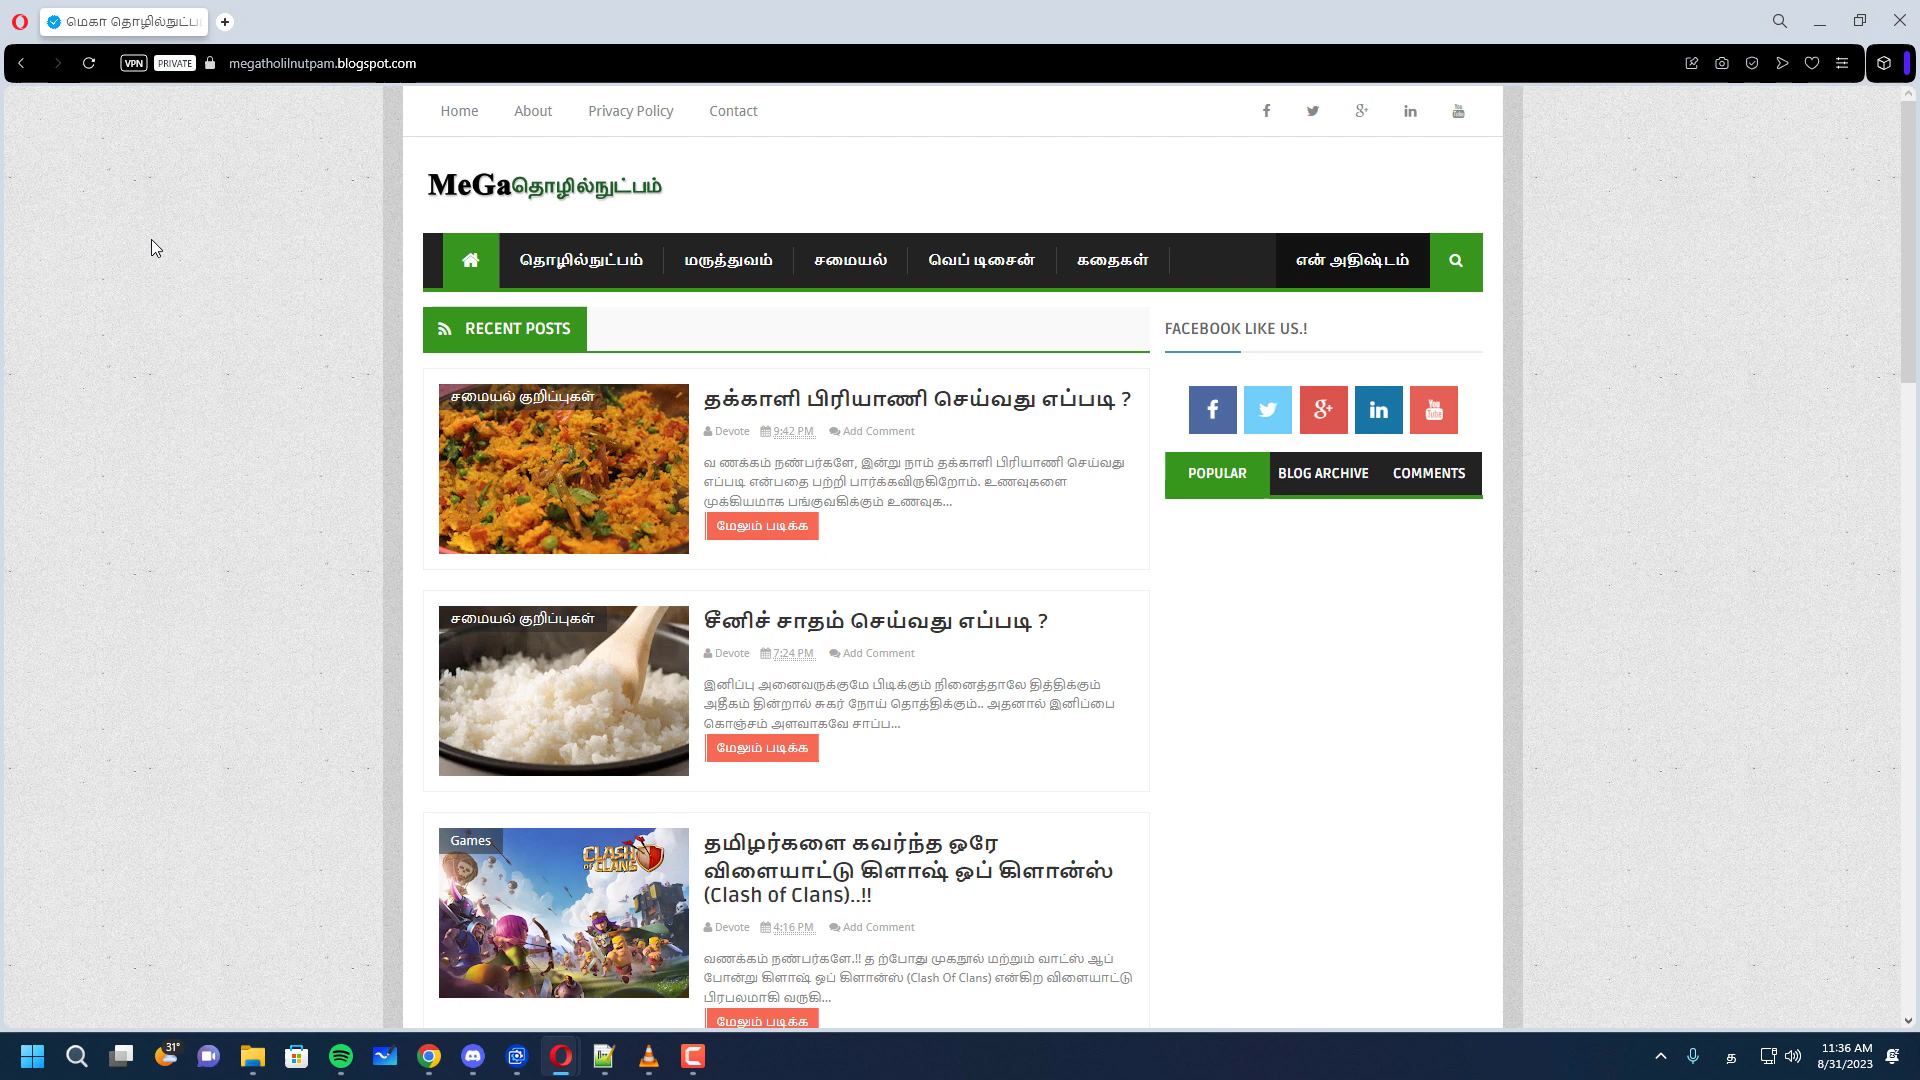 மெகா தொழில்நுட்ப
VPN PRIVATE megatholilnutpam.blogspot.com
Home About Privacy Policy Contact
MeGaதொழில்நுட்பம்
தொழில்நுட்பம் மருத்துவம் சமையல் வெப் டிசைன் கதைகள் என் அதிஷ்டம்
RECENT POSTS
FACEBOOK LIKE US.!
சமையல் குறிப்புகள்
தக்காளி பிரியாணி செய்வது எப்படி ?
Devote 9:42 PM Add Comment
வ ணக்கம் நண்பர்களே, இன்று நாம் தக்காளி பிரியாணி செய்வது
எப்படி என்பதை பற்றி பார்க்கவிருகிறோம். உணவுகளை
முக்கியமாக பங்குவகிக்கும் உணவுக...
மேலும் படிக்க
You Tube
POPULAR BLOG ARCHIVE COMMENTS
சமையல் குறிப்புகள்
சீனிச் சாதம் செய்வது எப்படி ?
Devote 7:24 PM Add Comment
இனிப்பு அனைவருக்குமே பிடிக்கும் நினைத்தாலே தித்திக்கும்
அதீகம் தின்றால் சுகர் நோய் தொத்திக்கும்.. அதனால் இனிப்பை
கொஞ்சம் அளவாகவே சாப்ப...
மேலும் படிக்க
Games
CLASH OF CLANS
தமிழர்களை கவர்ந்த ஒரே
விளையாட்டு கிளாஷ் ஒப் கிளான்ஸ்
(Clash of Clans)..!!
Devote 4:16 PM Add Comment
வணக்கம் நண்பர்களே.!! த ற்போது முகநூல் மற்றும் வாட்ஸ் ஆப்
போன்று கிளாஷ் ஒப் கிளான்ஸ் (Clash Of Clans) என்கிற விளையாட்டு
பிரபலமாகி வருகி...
மேலும் படிக்க
31°
த
11:36 AM
8/31/2023